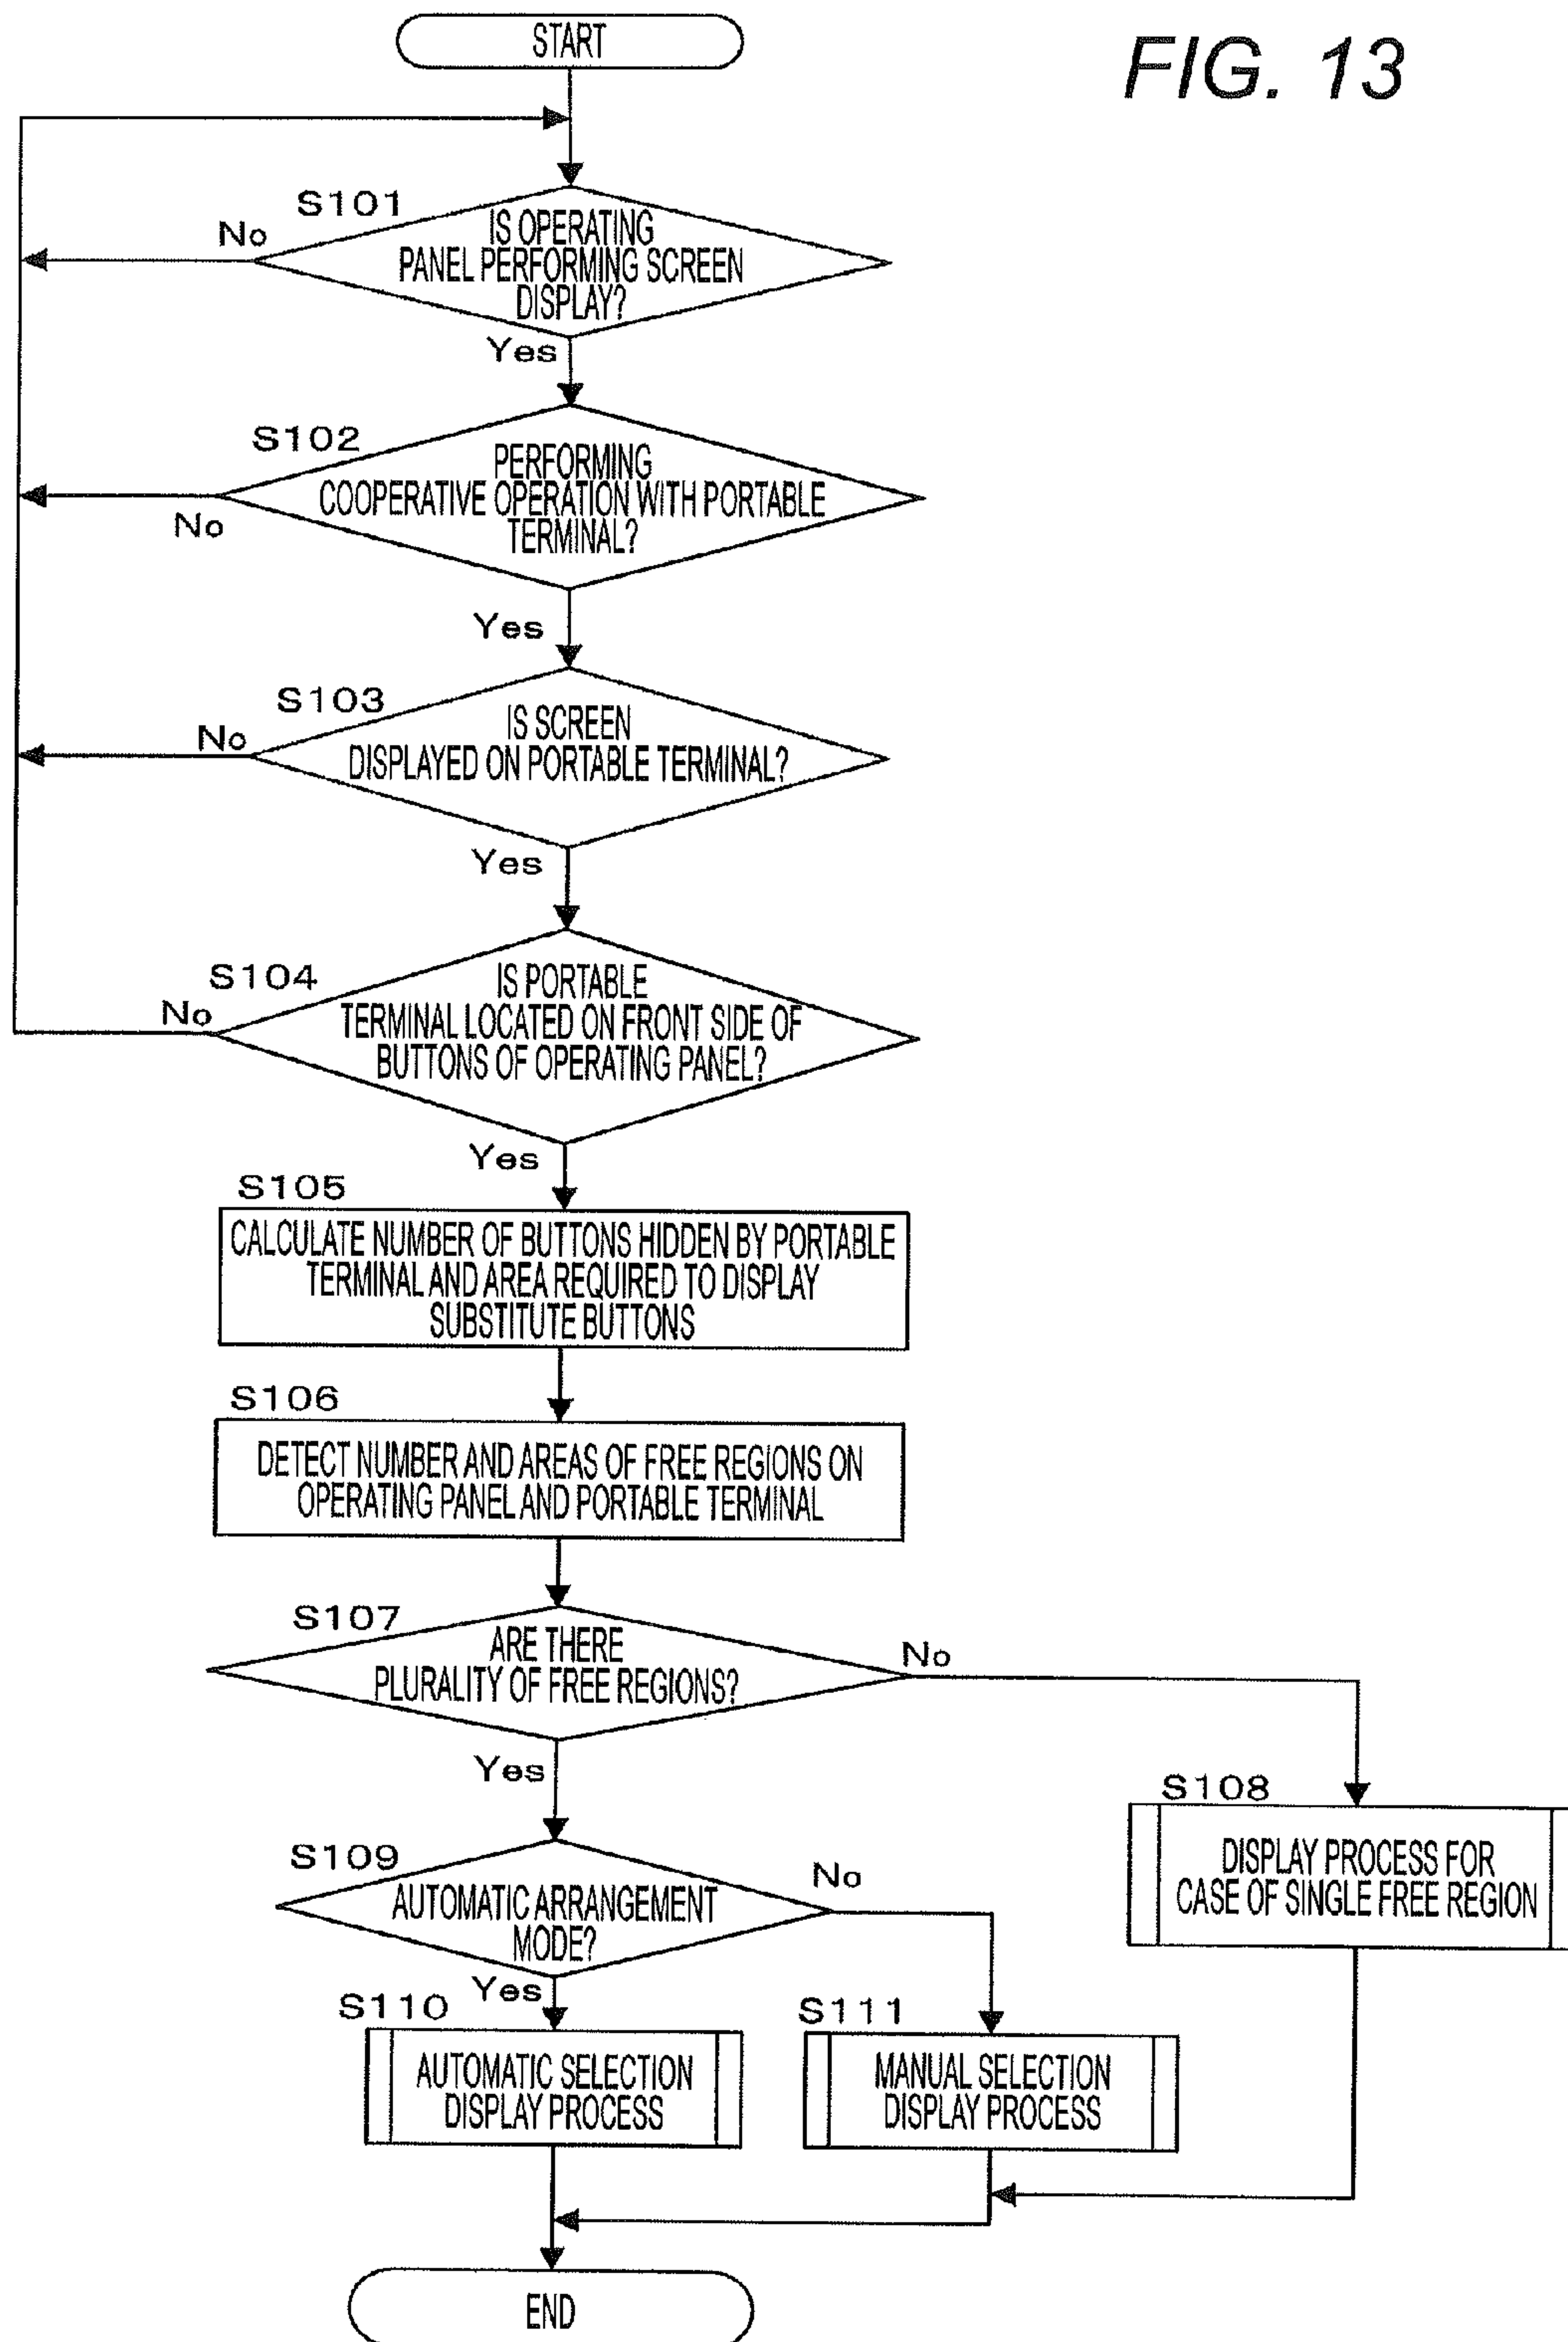 START
FIG. 13
S101
No
IS OPERATING
PANEL PERFORMING SCREEN
DISPLAY?
Yes
S102
PERFORMING
COOPERATIVE OPERATION WITH PORTABLE
TERMINAL?
No
Yes
S103
No
IS SCREEN
DISPLAYED ON PORTABLE TERMINAL?
Yes
S104
No
IS PORTABLE
TERMINAL LOCATED ON FRONT SIDE OF
BUTTONS OF OPERATING PANEL?
Yes
S105
CALCULATE NUMBER OF BUTTONS HIDDEN BY PORTABLE
TERMINAL AND AREA REQUIRED TO DISPLAY
SUBSTITUTE BUTTONS
S106
DETECT NUMBER AND AREAS OF FREE REGIONS ON
OPERATING PANEL AND PORTABLE TERMINAL
S107
ARE THERE
PLURALITY OF FREE REGIONS?
No
Yes
S108
DISPLAY PROCESS FOR
CASE OF SINGLE FREE REGION
S109
AUTOMATIC ARRANGEMENT
MODE?
No
Yes
S110
AUTOMATIC SELECTION
DISPLAY PROCESS
S111
MANUAL SELECTION
DISPLAY PROCESS
END